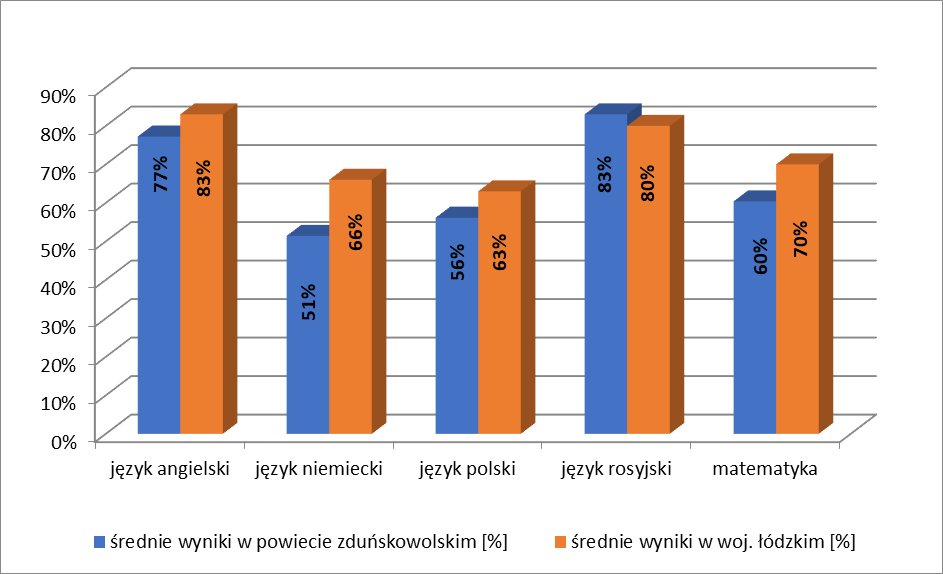 90%
80%
70%
60%
50%
40%
30%
20%
10%
0%
77%
83%
51%
66%
56%
63%
83%
80%
60%
70%
język angielski
język niemiecki
język polski
język rosyjski
matematyka
średnie wyniki w powiecie zduńskowolskim [%]
średnie wyniki w woj. łódzkim [%]